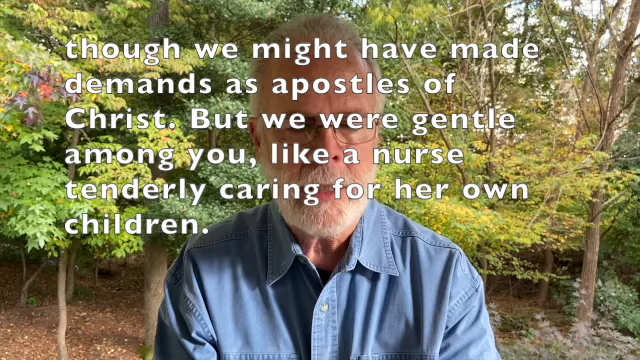 though we might have made
demands as apostles of
Christ. But we were gentle
among you, like a nurse
tenderly caring for her own
children.